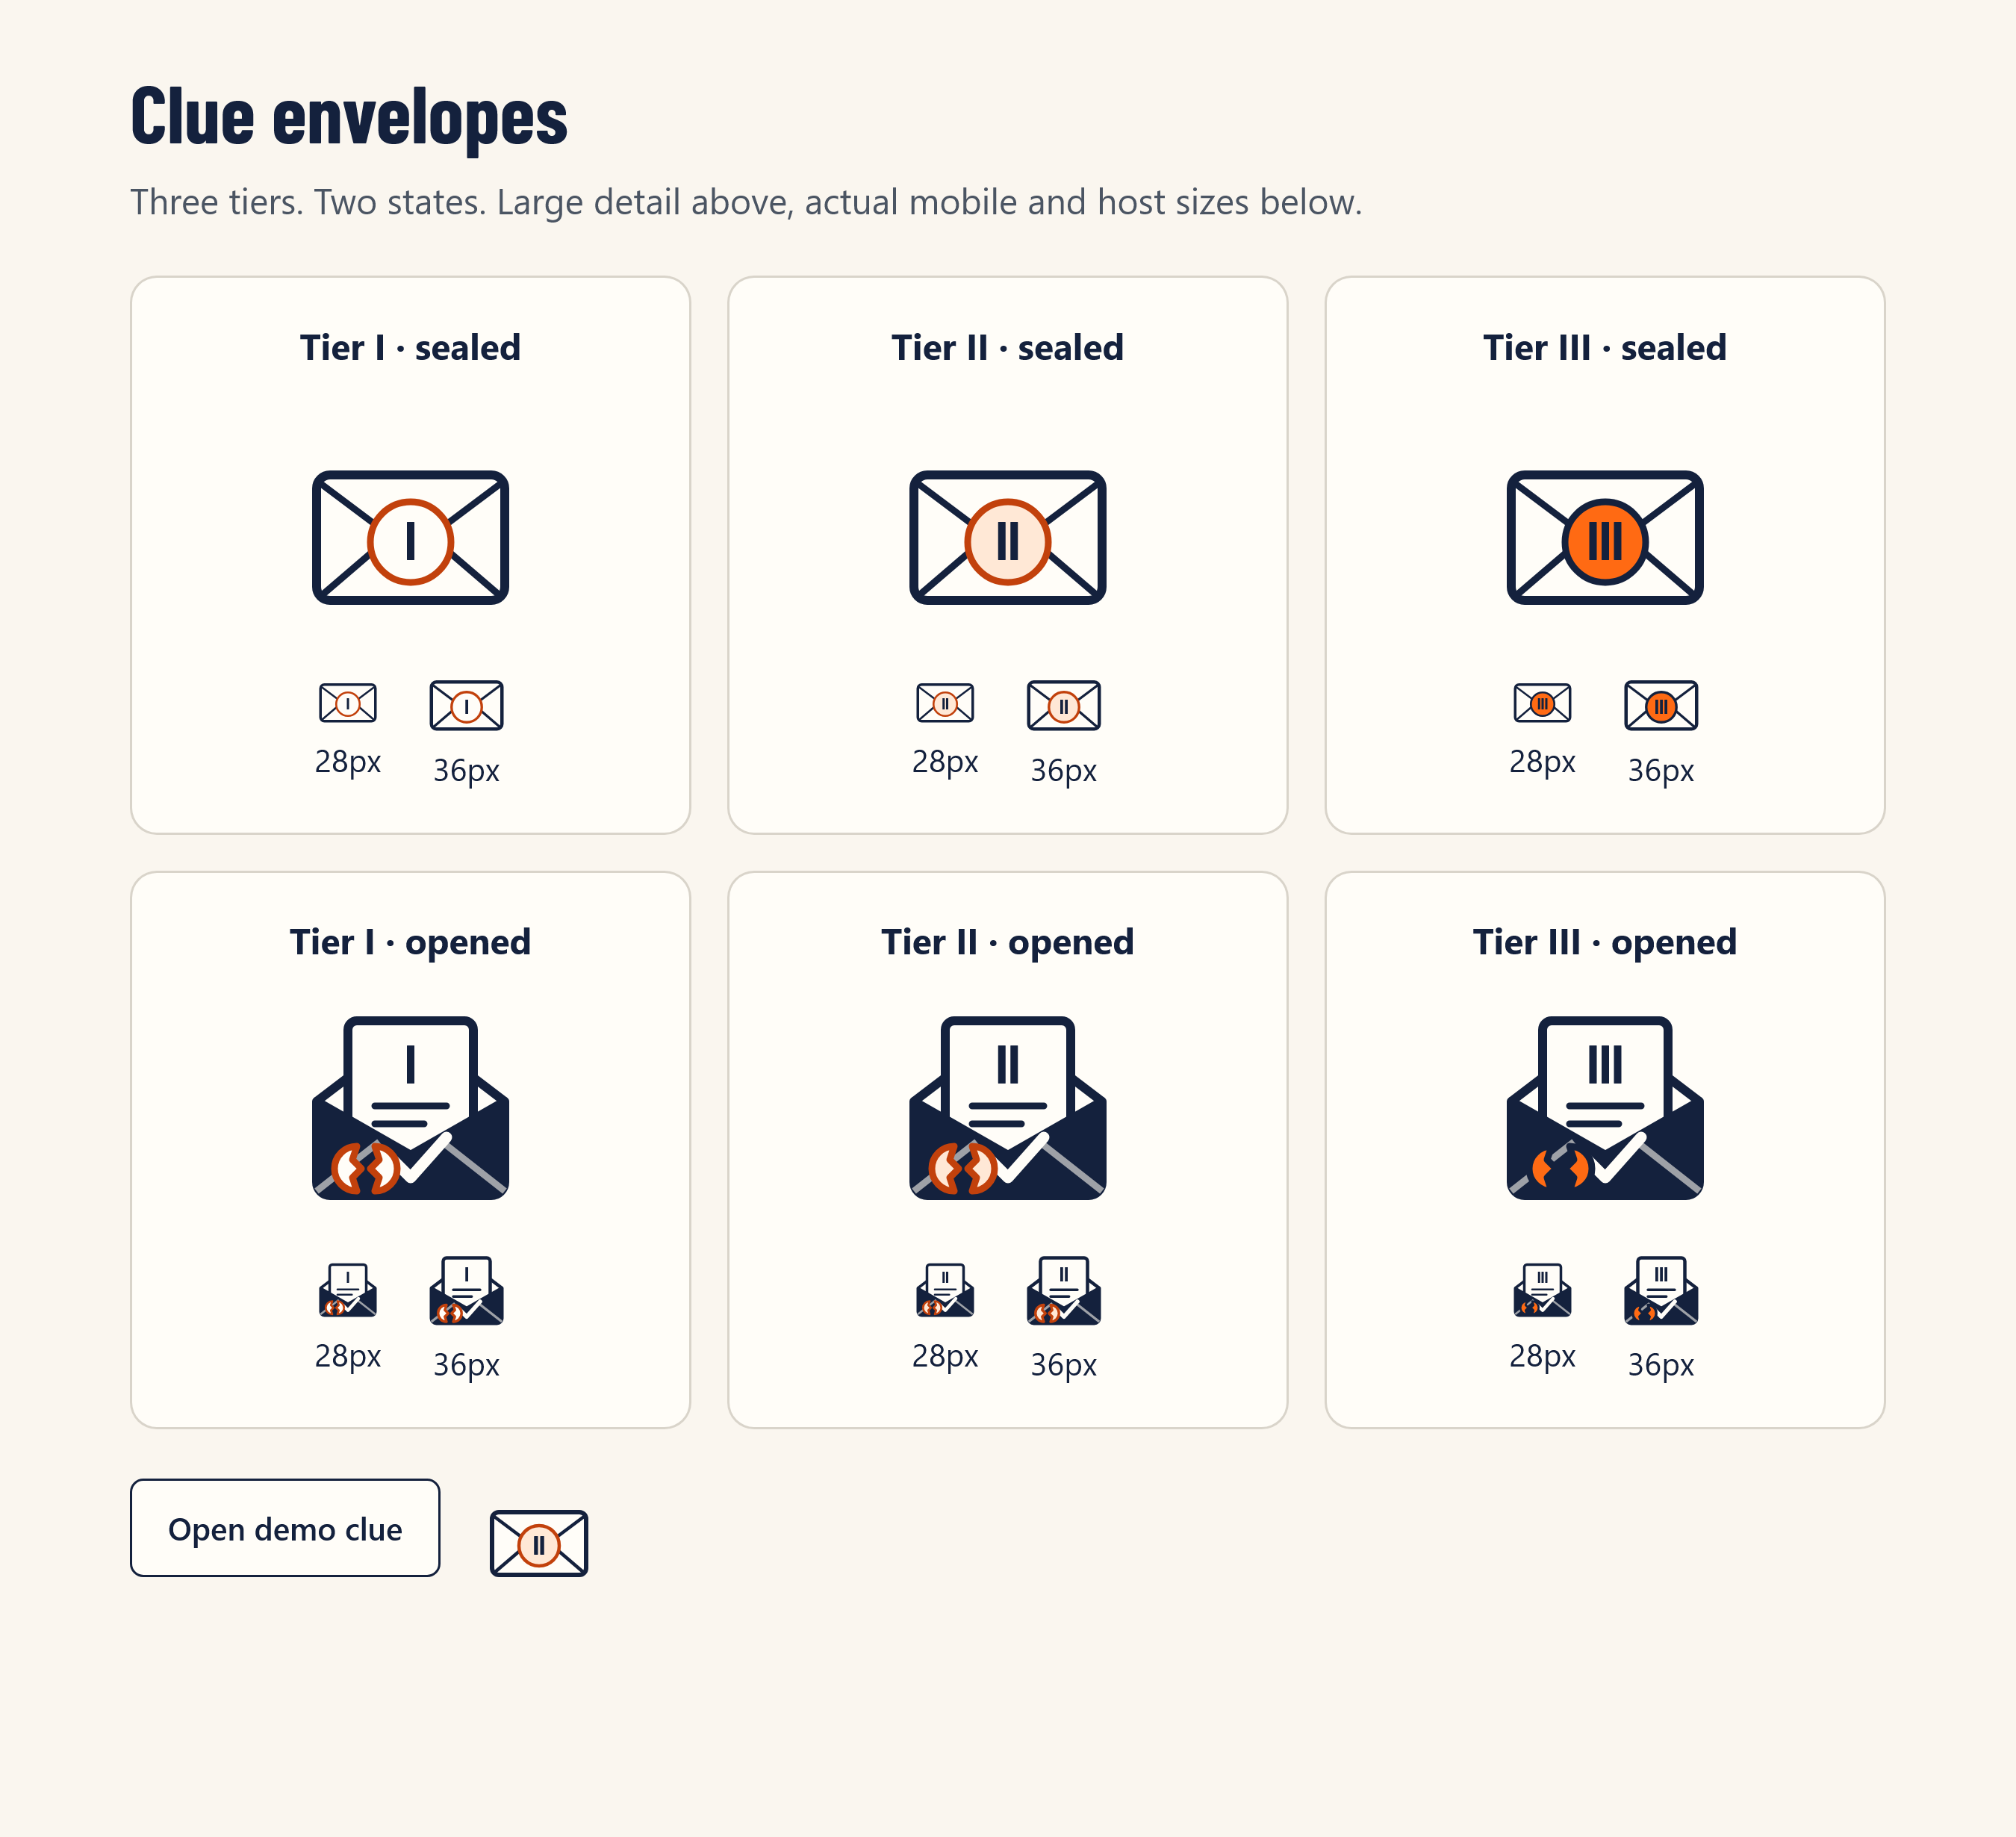 Clue envelopes
Three tiers. Two states. Large detail above, actual mobile and host sizes below.
Tier I · sealed
I
I
I
28px
36px
Tier II · sealed
II
II
II
28px
36px
Tier III · sealed
III
III
III
28px
36px
Tier I · opened
I
I
I
28px
36px
Tier II · opened
II
II
II
28px
36px
Tier III · opened
III
III
III
28px
36px
Open demo clue
II